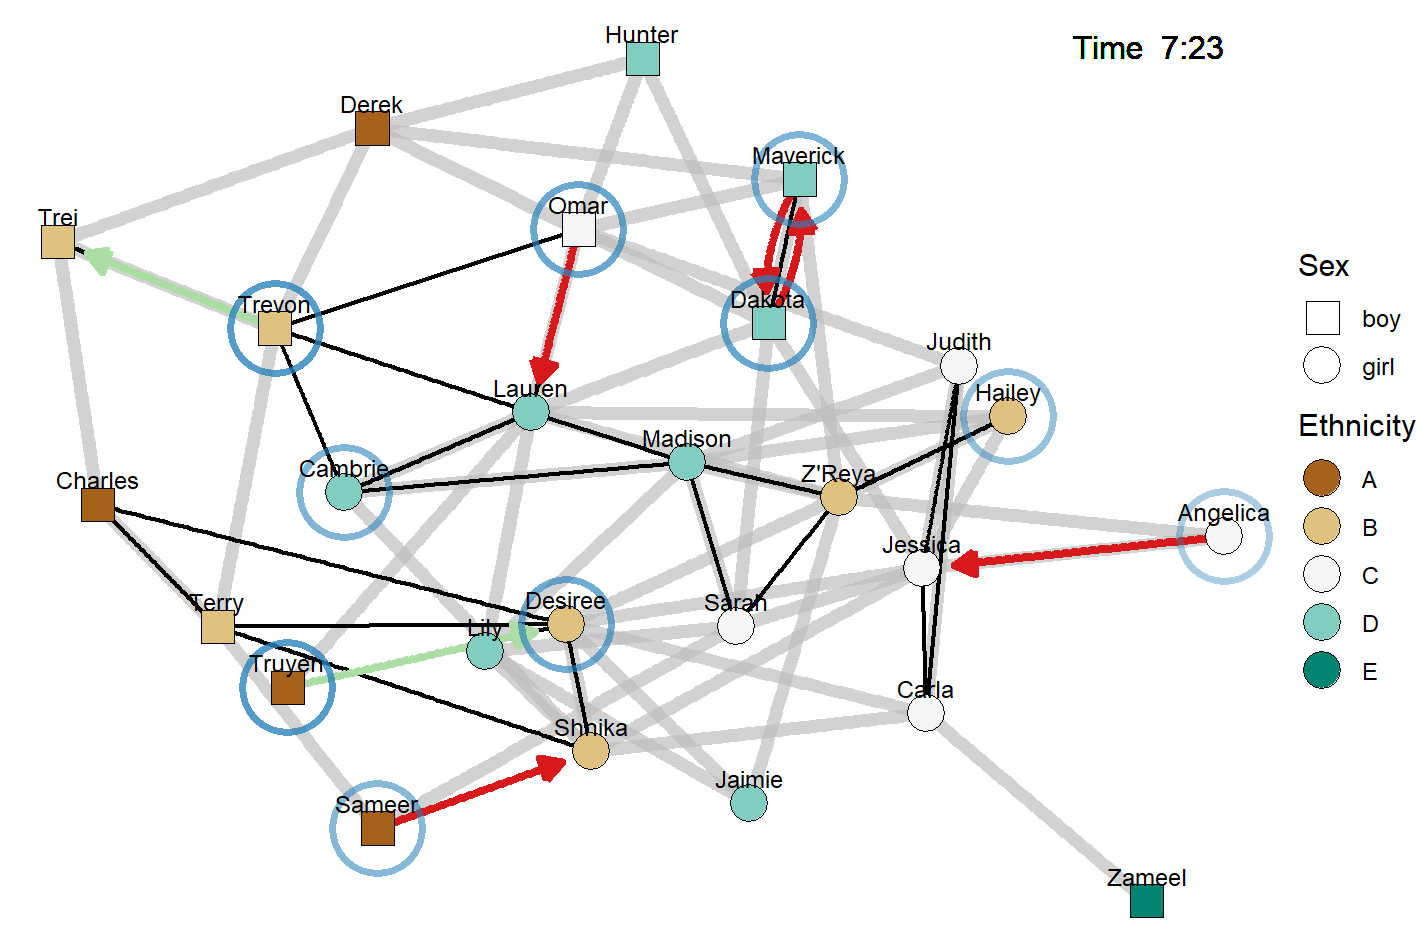 Hunter
Time 7:23
Derek
Maverick
Omar
Trei
Sex
Trevon
Dakota
boy
Judith
girl
Lauren
Hailey
Ethnicity
Madison
Cambrie
Z'Reya
Charles
A
Angelica
B
Jessica
C
Desiree
Sarah
Terry
Lily
D
Truyen
E
Carla
Shnika
Jaimie
Sameer
Zameel